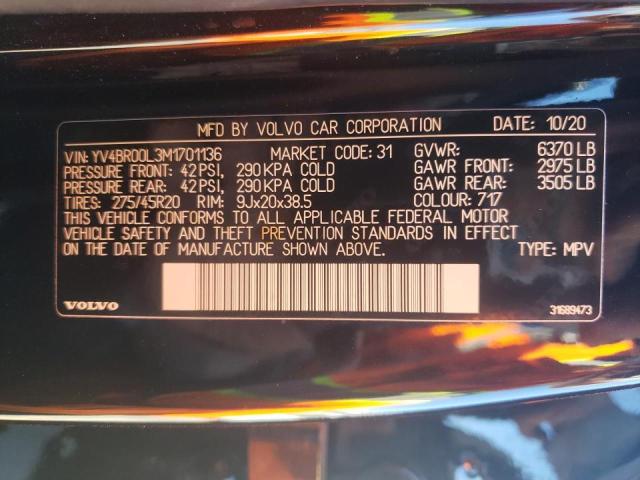 MFD BY VOLVO CAR CORPORATION DATE: 10/20
VIN: YV4BR00L3M1701136 MARKET CODE: 31 GVWR: 6370 LB
PRESSURE FRONT: 42 PSI, 290 KPA COLD GAWR FRONT: 2975 LB
PRESSURE REAR: 42 PSI, 290 KPA COLD GAWR REAR: 3505 LB
TIRES: 275/45R20 RIM: 9Jx20x38.5 COLOUR: 717
THIS VEHICLE CONFORMS TO ALL APPLICABLE FEDERAL MOTOR
VEHICLE SAFETY AND THEFT PREVENTION STANDARDS IN EFFECT
ON THE DATE OF MANUFACTURE SHOWN ABOVE. TYPE: MPV
VOLVO 31689473